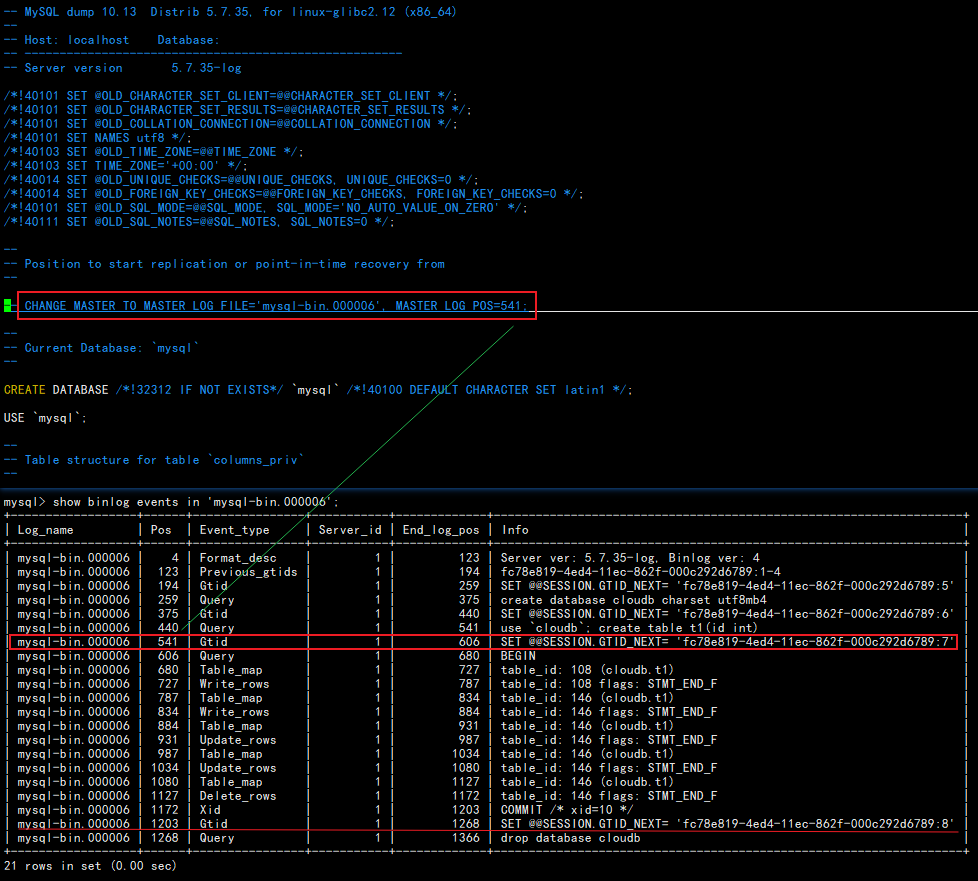 -- MySQL dump 10.13  Distrib 5.7.35, for linux-glibc2.12 (x86_64)
--
-- Host: localhost    Database:
-- ------------------------------------------------------
-- Server version       5.7.35-log

/*!40101 SET @OLD_CHARACTER_SET_CLIENT=@@CHARACTER_SET_CLIENT */;
/*!40101 SET @OLD_CHARACTER_SET_RESULTS=@@CHARACTER_SET_RESULTS */;
/*!40101 SET @OLD_COLLATION_CONNECTION=@@COLLATION_CONNECTION */;
/*!40101 SET NAMES utf8 */;
/*!40103 SET @OLD_TIME_ZONE=@@TIME_ZONE */;
/*!40103 SET TIME_ZONE='+00:00' */;
/*!40014 SET @OLD_UNIQUE_CHECKS=@@UNIQUE_CHECKS, UNIQUE_CHECKS=0 */;
/*!40014 SET @OLD_FOREIGN_KEY_CHECKS=@@FOREIGN_KEY_CHECKS, FOREIGN_KEY_CHECKS=0 */;
/*!40101 SET @OLD_SQL_MODE=@@SQL_MODE, SQL_MODE='NO_AUTO_VALUE_ON_ZERO' */;
/*!40111 SET @OLD_SQL_NOTES=@@SQL_NOTES, SQL_NOTES=0 */;

--
-- Position to start replication or point-in-time recovery from
--

-- CHANGE MASTER TO MASTER_LOG_FILE='mysql-bin.000006', MASTER_LOG_POS=541;

--
-- Current Database: `mysql`
--

CREATE DATABASE /*!32312 IF NOT EXISTS*/ `mysql` /*!40100 DEFAULT CHARACTER SET latin1 */;

USE `mysql`;

--
-- Table structure for table `columns_priv`
--
mysql> show binlog events in 'mysql-bin.000006';
| Log_name | Pos | Event_type | Server_id | End_log_pos | Info |
| mysql-bin.000006 | 4 | Format_desc | 1 | 123 | Server ver: 5.7.35-log, Binlog ver: 4 |
| mysql-bin.000006 | 123 | Previous_gtids | 1 | 194 | fc78e819-4ed4-11ec-862f-000c292d6789:1-4 |
| mysql-bin.000006 | 194 | Gtid | 1 | 259 | SET @@SESSION.GTID_NEXT= 'fc78e819-4ed4-11ec-862f-000c292d6789:5' |
| mysql-bin.000006 | 259 | Query | 1 | 375 | create database cloudb charset utf8mb4 |
| mysql-bin.000006 | 375 | Gtid | 1 | 440 | SET @@SESSION.GTID_NEXT= 'fc78e819-4ed4-11ec-862f-000c292d6789:6' |
| mysql-bin.000006 | 440 | Query | 1 | 541 | use `cloudb`; create table t1(id int) |
| mysql-bin.000006 | 541 | Gtid | 1 | 606 | SET @@SESSION.GTID_NEXT= 'fc78e819-4ed4-11ec-862f-000c292d6789:7' |
| mysql-bin.000006 | 606 | Query | 1 | 680 | BEGIN |
| mysql-bin.000006 | 680 | Table_map | 1 | 727 | table_id: 108 (cloudb.t1) |
| mysql-bin.000006 | 727 | Write_rows | 1 | 787 | table_id: 108 flags: STMT_END_F |
| mysql-bin.000006 | 787 | Table_map | 1 | 834 | table_id: 146 (cloudb.t1) |
| mysql-bin.000006 | 834 | Write_rows | 1 | 884 | table_id: 146 flags: STMT_END_F |
| mysql-bin.000006 | 884 | Table_map | 1 | 931 | table_id: 146 (cloudb.t1) |
| mysql-bin.000006 | 931 | Update_rows | 1 | 987 | table_id: 146 flags: STMT_END_F |
| mysql-bin.000006 | 987 | Table_map | 1 | 1034 | table_id: 146 (cloudb.t1) |
| mysql-bin.000006 | 1034 | Update_rows | 1 | 1080 | table_id: 146 flags: STMT_END_F |
| mysql-bin.000006 | 1080 | Table_map | 1 | 1127 | table_id: 146 (cloudb.t1) |
| mysql-bin.000006 | 1127 | Delete_rows | 1 | 1172 | table_id: 146 flags: STMT_END_F |
| mysql-bin.000006 | 1172 | Xid | 1 | 1203 | COMMIT /* xid=10 */ |
| mysql-bin.000006 | 1203 | Gtid | 1 | 1268 | SET @@SESSION.GTID_NEXT= 'fc78e819-4ed4-11ec-862f-000c292d6789:8' |
| mysql-bin.000006 | 1268 | Query | 1 | 1366 | drop database cloudb |
21 rows in set (0.00 sec)